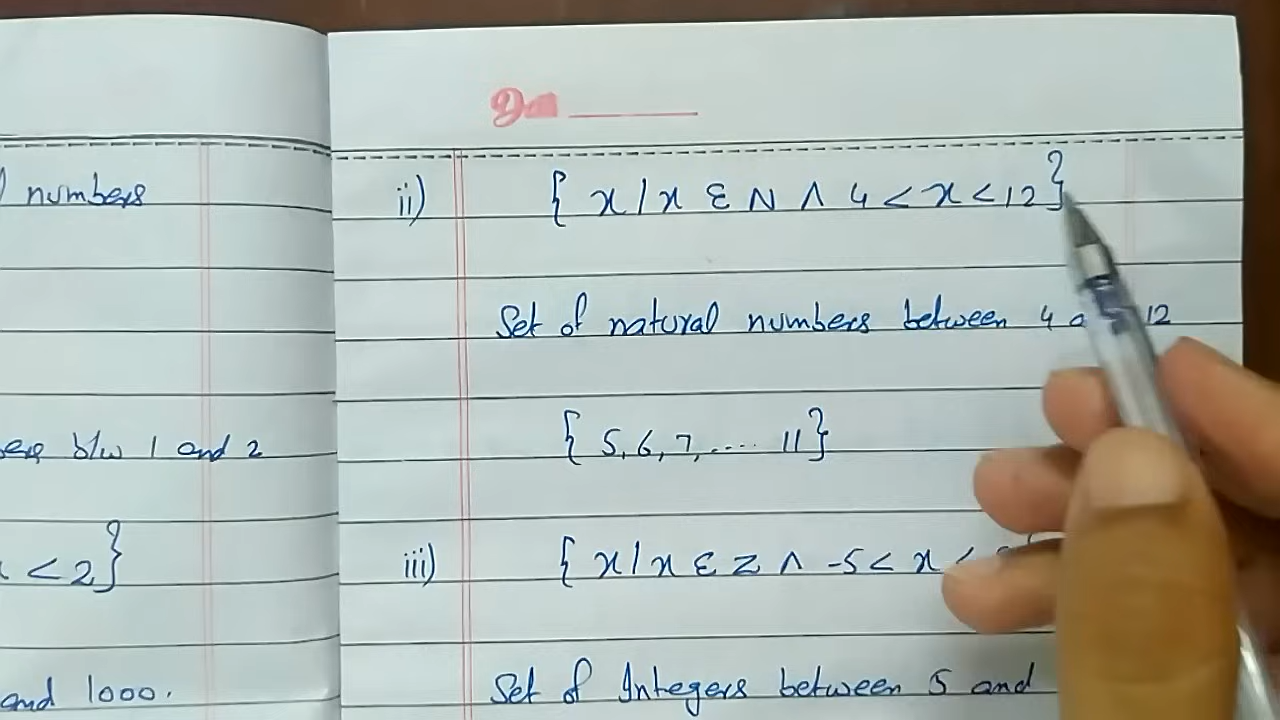 numbers
b/w 1 and 2
< 2}
and 1000.
ii) { x / x ε N ∧ 4 < x < 12}
Set of natural numbers between 4 12
{ 5, 6, 7, .... 11}
iii) { x / x ε Z ∧ -5 < x <
Set of Integers between 5 and